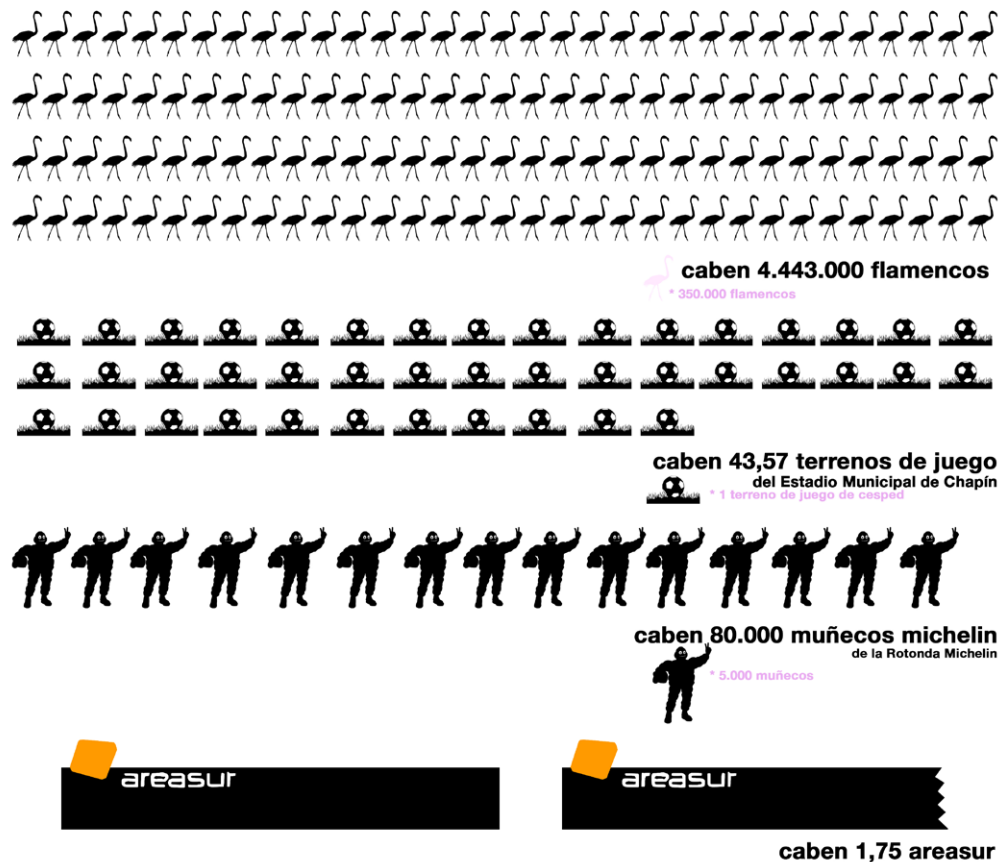 caben 4.443.000 flamencos
* 350.000 flamencos
caben 43,57 terrenos de juego
del Estadio Municipal de Chapín
* 1 terreno de juego de cesped
caben 80.000 muñecos michelin
de la Rotonda Michelin
* 5.000 muñecos
areasur
areasur
caben 1,75 areasur